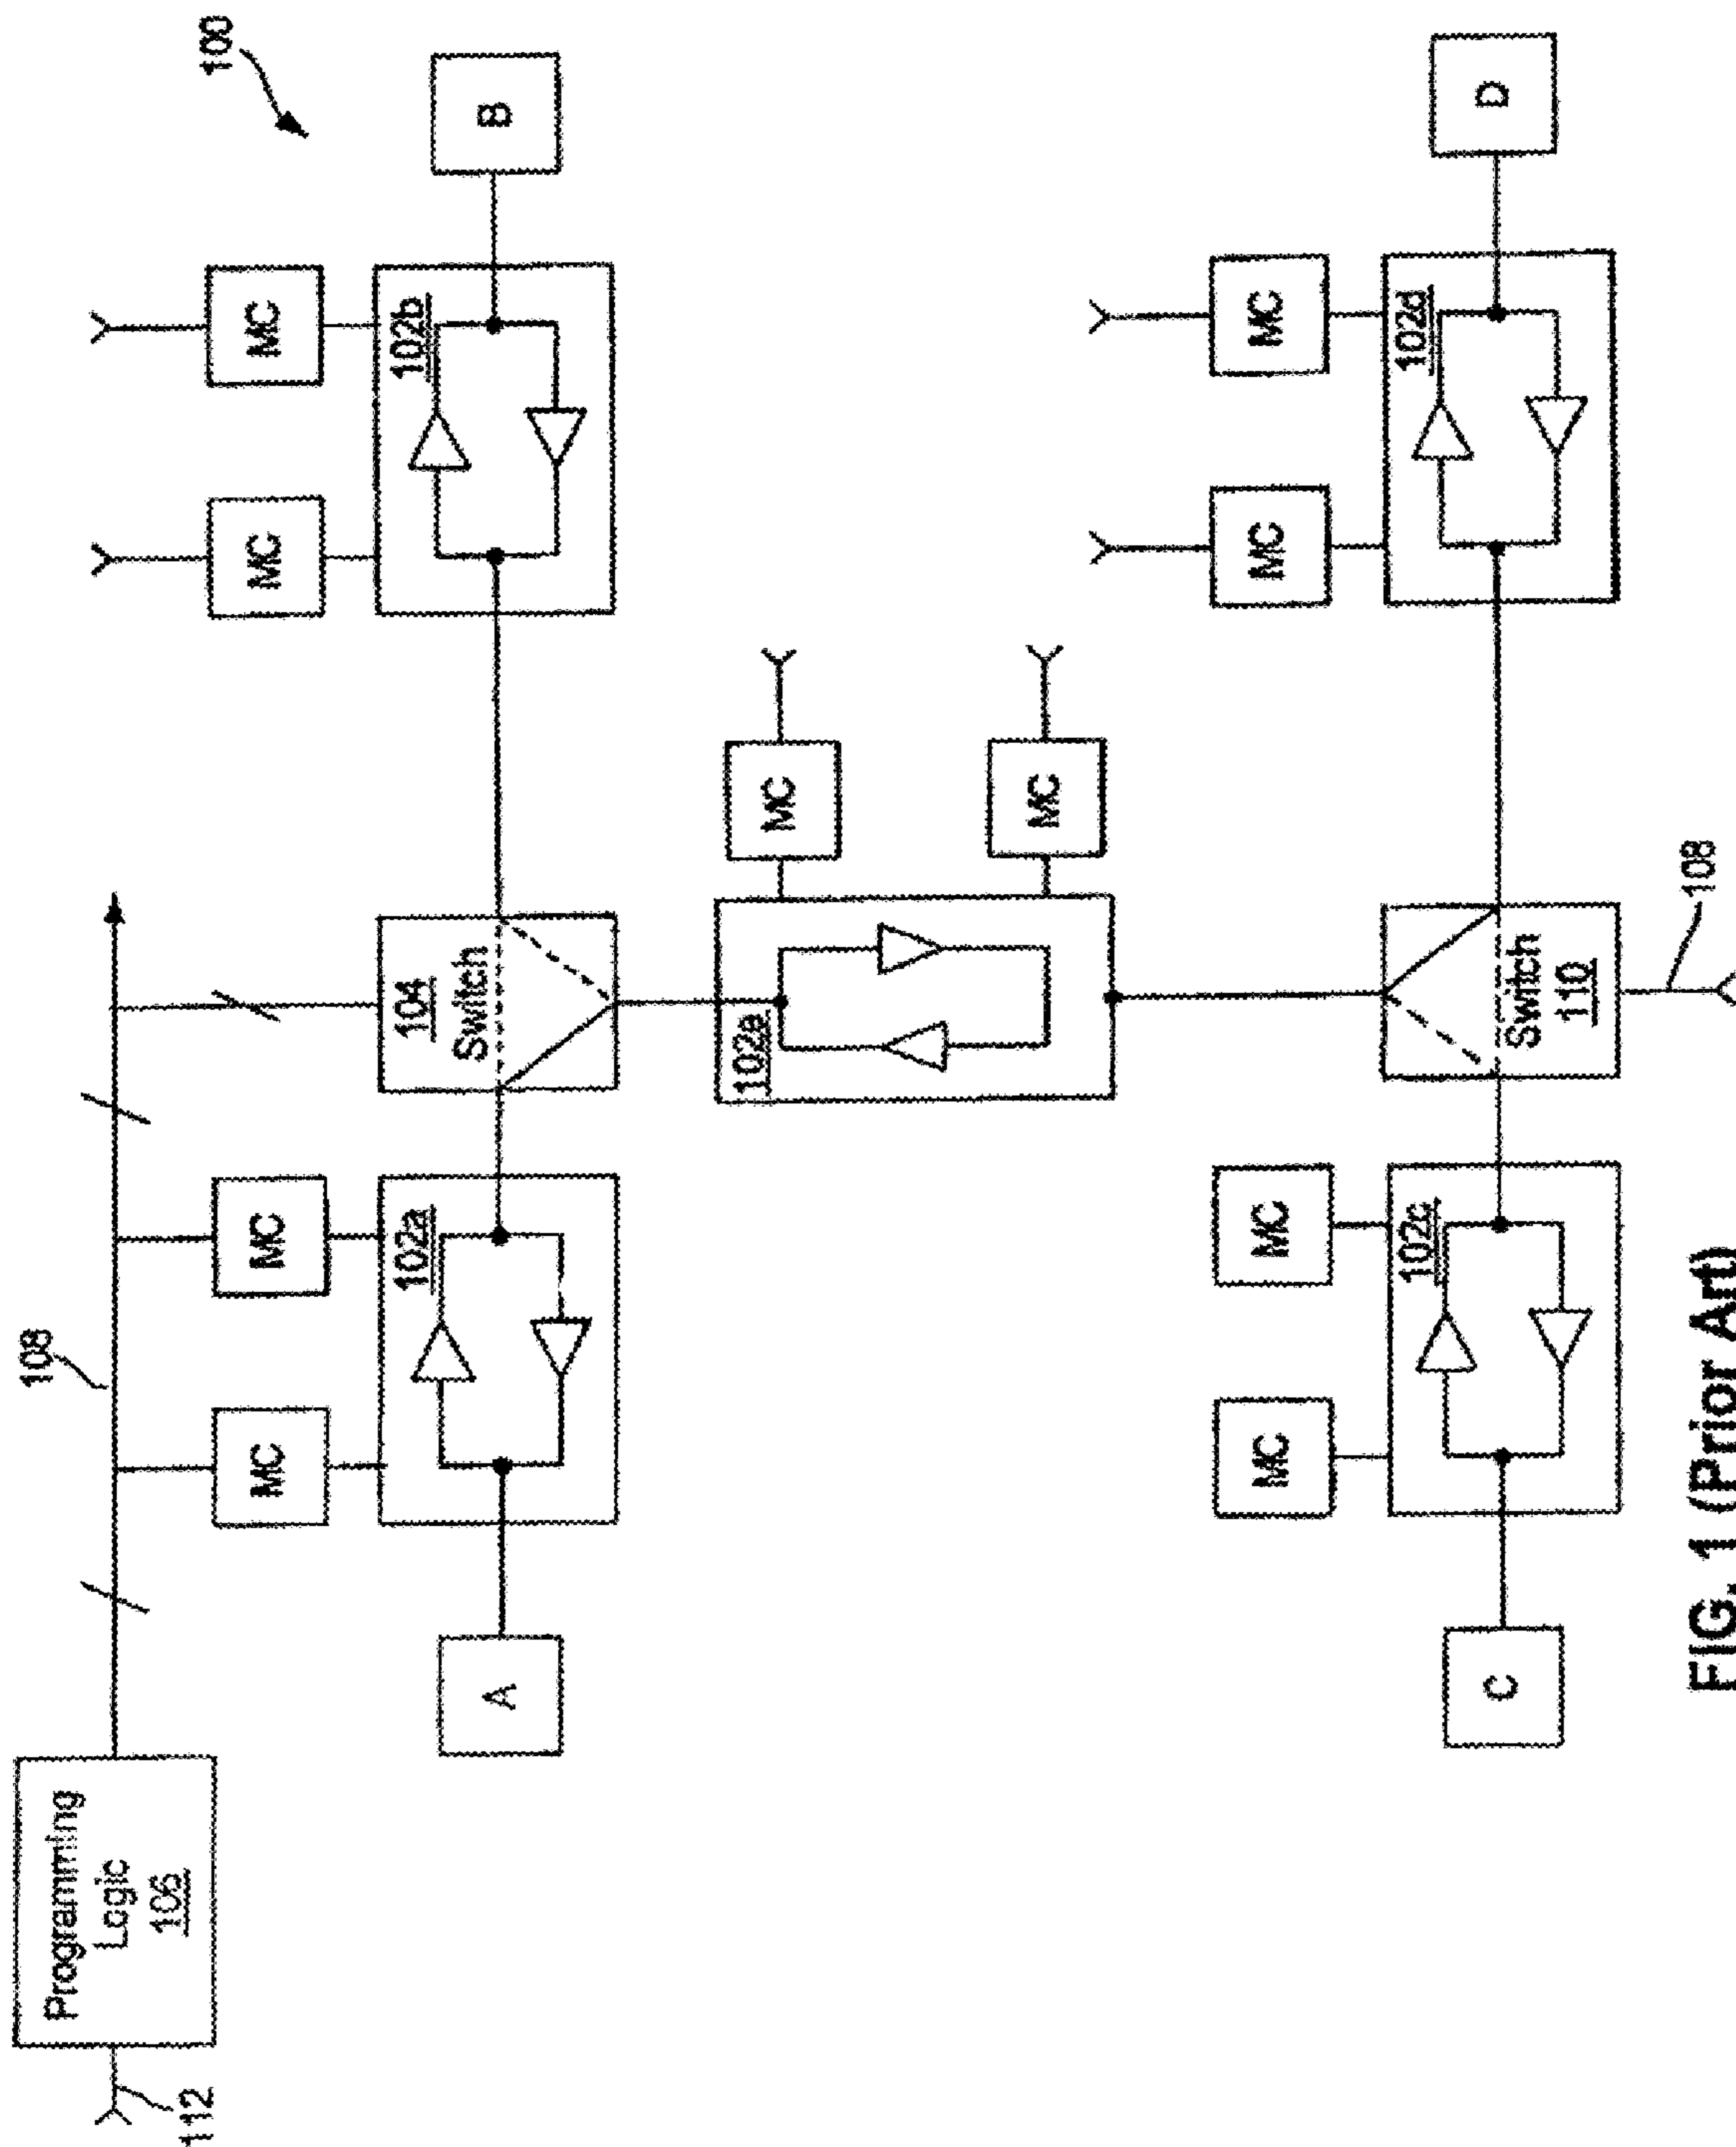 108
Programming
Logic
106
112
100
MC
MC
MC
MC
102a
104
Switch
102b
A
B
102e
MC
MC
MC
MC
MC
MC
102c
102d
C
Switch
110
D
108
FIG. 1 (Prior Art)